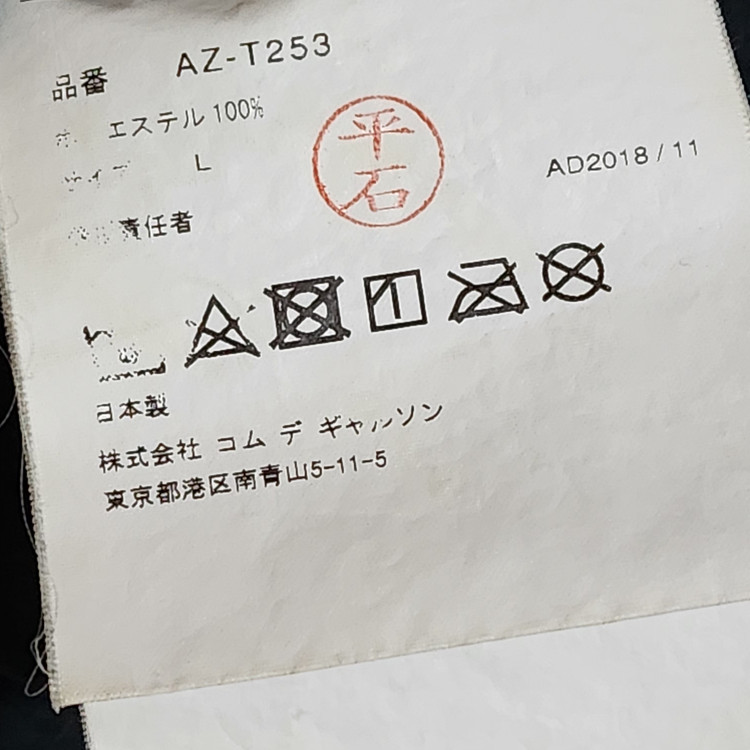 品番 AZ-T253
エステル 100%
L
平石
AD2018 / 11
責任者
日本製
株式会社 コム デ ギャルソン
東京都港区南青山5-11-5